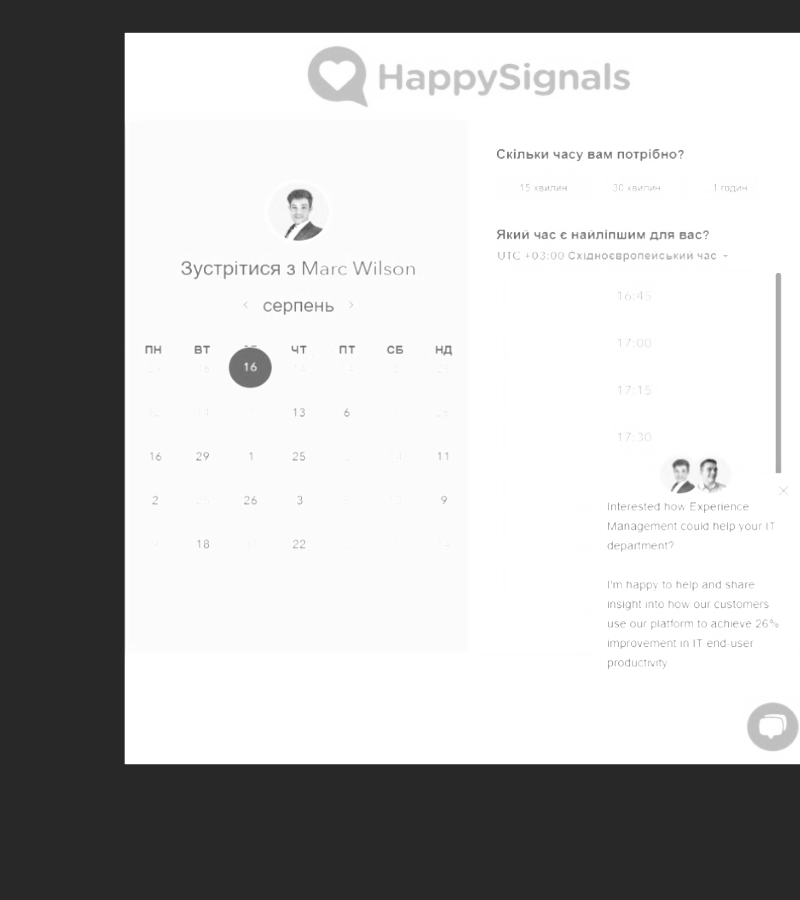 HappySignals
Зустрітися з Marc Wilson
серпень
ПН ВТ ЧТ ПТ СБ НД
16
13 6
16 29 1 25 11
2 26 3 9
18 22
Скільки часу вам потрібно?
15 хвилин 30 хвилин 1 годин
Який час є найліпшим для вас?
UTC +03:00 Східноєвропейський час
16:45
17:00
17:15
17:30
Interested how Experience
Management could help your IT
department?
I'm happy to help and share
insight into how our customers
use our platform to achieve 26%
improvement in IT end-user
productivity